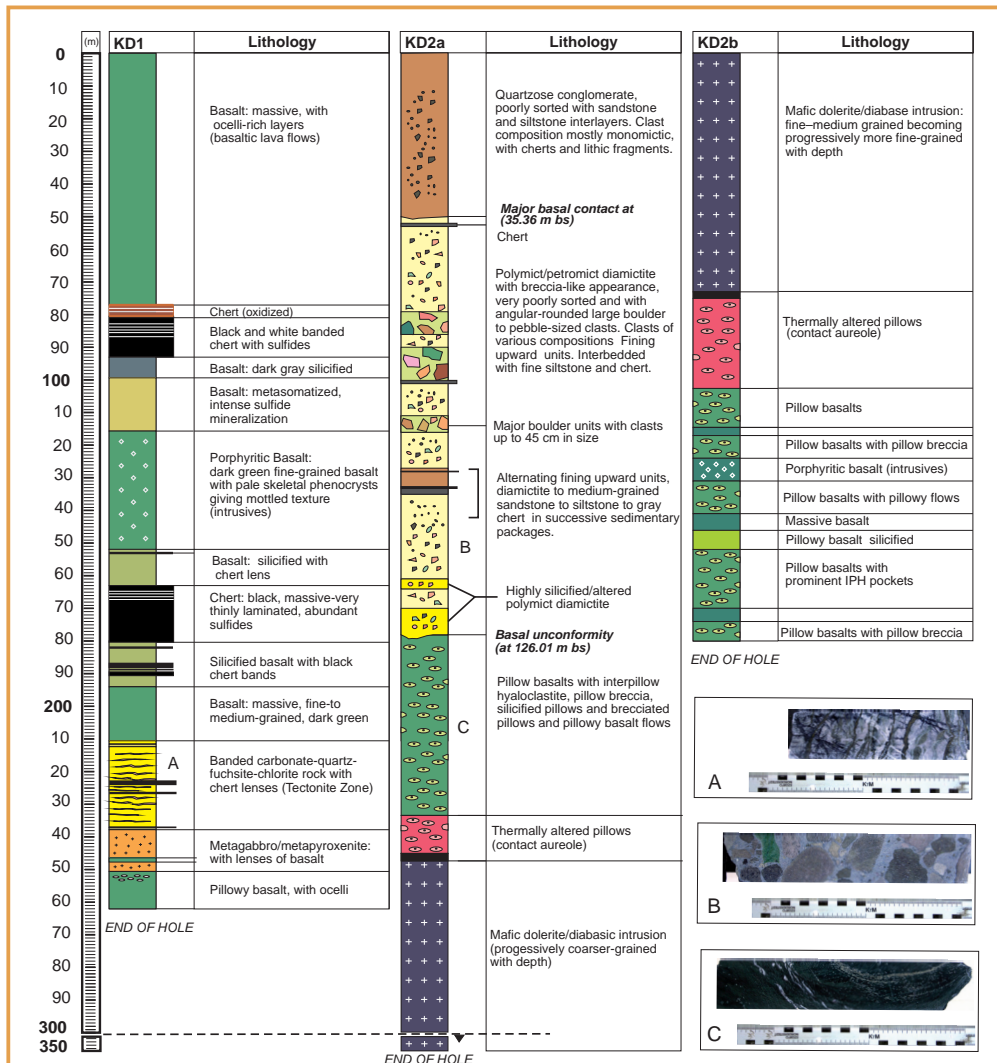 (m)
KD1
Lithology
KD2a
Lithology
KD2b
Lithology
0
10
20
30
40
50
60
70
80
90
100
10
20
30
40
50
60
70
80
90
200
10
20
30
40
50
60
70
80
90
300
350
Basalt: massive, with
ocelli-rich layers
(basaltic lava flows)
Chert (oxidized)
Black and white banded
chert with sulfides
Basalt: dark gray silicified
Basalt: metasomatized,
intense sulfide
mineralization
Porphyritic Basalt:
dark green fine-grained basalt
with pale skeletal phenocrysts
giving mottled texture
(intrusives)
Basalt: silicified with
chert lens
Chert: black, massive-very
thinly laminated, abundant
sulfides
Silicified basalt with black
chert bands
Basalt: massive, fine-to
medium-grained, dark green
A
Banded carbonate-quartz-
fuchsite-chlorite rock with
chert lenses (Tectonite Zone)
Metagabbro/metapyroxenite:
with lenses of basalt
Pillowy basalt, with ocelli
END OF HOLE
Quartzose conglomerate,
poorly sorted with sandstone
and siltstone interlayers. Clast
composition mostly monomictic,
with cherts and lithic fragments.
Major basal contact at
(35.36 m bs)
Chert
Polymict/petromict diamictite
with breccia-like appearance,
very poorly sorted and with
angular-rounded large boulder
to pebble-sized clasts. Clasts of
various compositions Fining
upward units. Interbedded
with fine siltstone and chert.
Major boulder units with clasts
up to 45 cm in size
Alternating fining upward units,
diamictite to medium-grained
sandstone to siltstone to gray
chert in successive sedimentary
packages.
B
Highly silicified/altered
polymict diamictite
Basal unconformity
(at 126.01 m bs)
Pillow basalts with interpillow
hyaloclastite, pillow breccia,
silicified pillows and brecciated
pillows and pillowy basalt flows
C
Thermally altered pillows
(contact aureole)
Mafic dolerite/diabasic intrusion
(progessively coarser-grained
with depth)
END OF HOLE
Mafic dolerite/diabase intrusion:
fine–medium grained becoming
progressively more fine-grained
with depth
Thermally altered pillows
(contact aureole)
Pillow basalts
Pillow basalts with pillow breccia
Porphyritic basalt (intrusives)
Pillow basalts with pillowy flows
Massive basalt
Pillowy basalt silicified
Pillow basalts with
prominent IPH pockets
Pillow basalts with pillow breccia
END OF HOLE
A
K/M
B
K/M
C
K/M